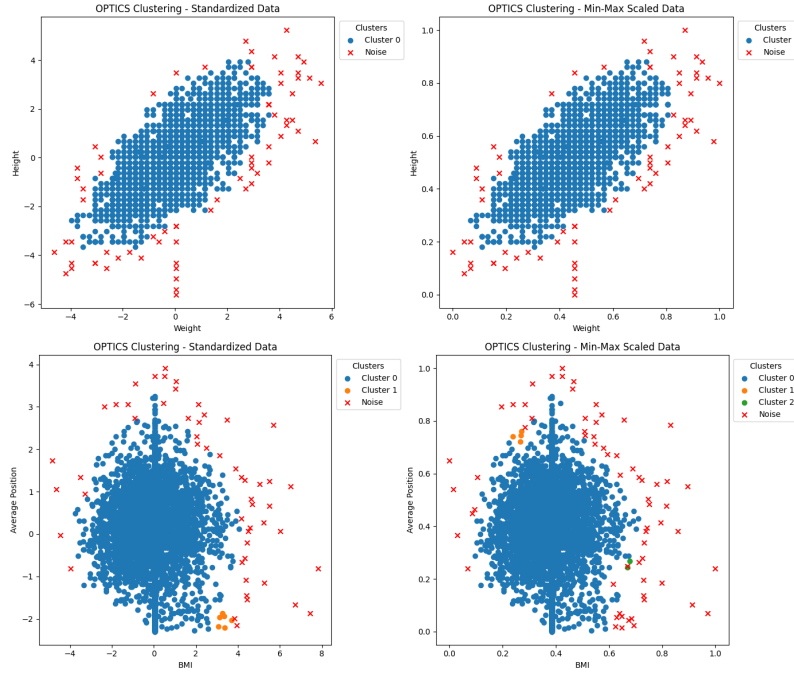 OPTICS Clustering - Standardized Data
Clusters
Cluster 0
Noise
Height
4
2
0
−2
−4
−6
−4
−2
0
2
4
6
Weight
OPTICS Clustering - Min-Max Scaled Data
Clusters
Cluster
Noise
Height
1.0
0.8
0.6
0.4
0.2
0.0
0.0
0.2
0.4
0.6
0.8
1.0
Weight
OPTICS Clustering - Standardized Data
Clusters
Cluster 0
Cluster 1
Noise
Average Position
4
3
2
1
0
−1
−2
−4
−2
0
2
4
6
8
BMI
OPTICS Clustering - Min-Max Scaled Data
Clusters
Cluster 0
Cluster 1
Cluster 2
Noise
Average Position
1.0
0.8
0.6
0.4
0.2
0.0
0.0
0.2
0.4
0.6
0.8
1.0
BMI